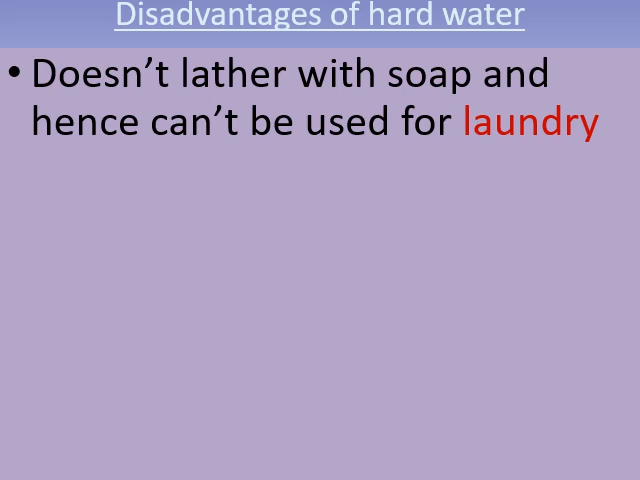 Disadvantages of hard water
• Doesn’t lather with soap and
hence can’t be used for laundry